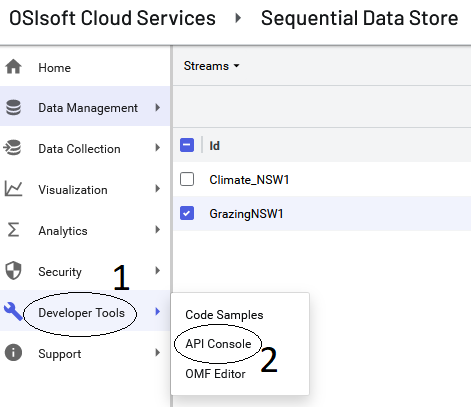 OSIsoft Cloud Services Sequential Data Store
Home
Data Management
Data Collection
Visualization
Analytics
Security
Developer Tools
Support
1
Streams
Id
Climate_NSW1
GrazingNSW1
Code Samples
API Console
OMF Editor
2